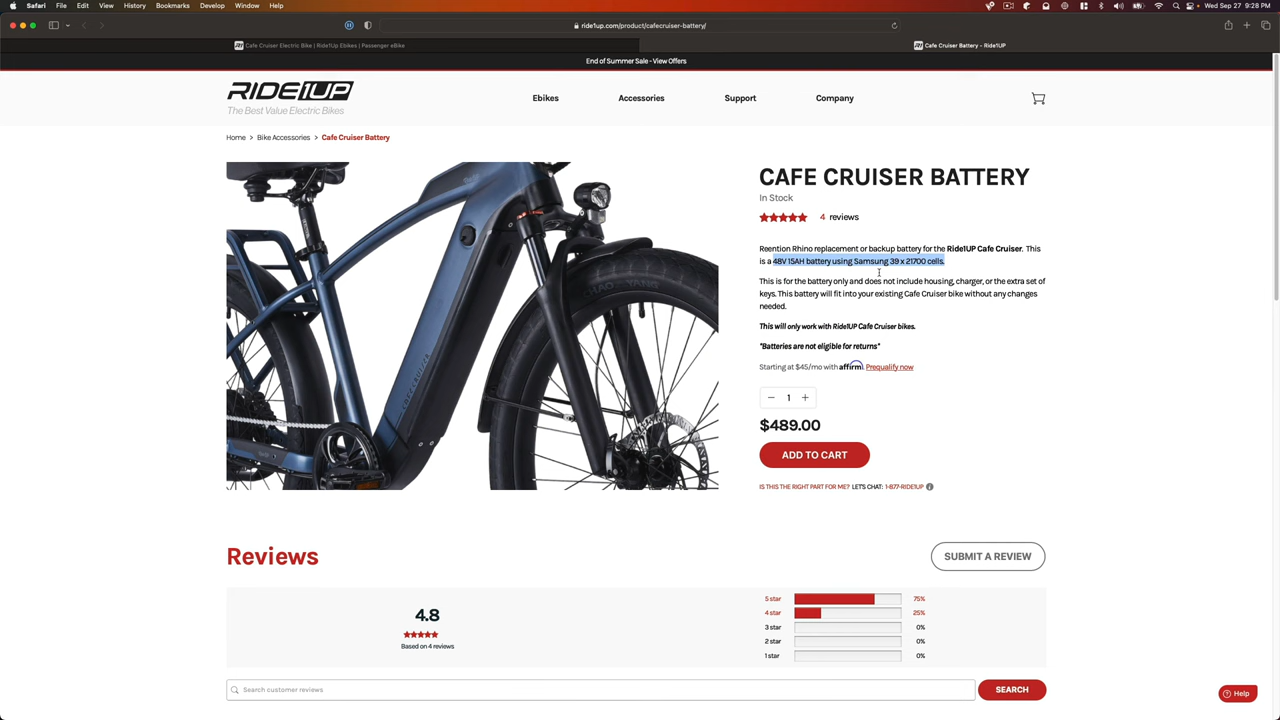 Safari File Edit View History Bookmarks Develop Window Help
Wed Sep 27 9:28 PM
ride1up.com/product/cafecruiser-battery/
Cafe Cruiser Electric Bike | Ride1Up Ebikes | Passenger eBike
Cafe Cruiser Battery - Ride1UP
End of Summer Sale - View Offers
RIDE1UP
The Best Value Electric Bikes
Ebikes
Accessories
Support
Company
Home > Bike Accessories > Cafe Cruiser Battery
CAFE CRUISER BATTERY
In Stock
4 reviews
Reention Rhino replacement or backup battery for the Ride1UP Cafe Cruiser. This
is a 48V 15AH battery using Samsung 39 x 21700 cells.
This is for the battery only and does not include housing, charger, or the extra set of
keys. This battery will fit into your existing Cafe Cruiser bike without any changes
needed.
This will only work with Ride1UP Cafe Cruiser bikes.
*Batteries are not eligible for returns*
Starting at $45/mo with affirm. Prequalify now
1
$489.00
ADD TO CART
IS THIS THE RIGHT PART FOR ME? LET'S CHAT: 1-877-RIDE1UP
CHAO-YANG
Reviews
SUBMIT A REVIEW
4.8
Based on 4 reviews
5 star 75%
4 star 25%
3 star 0%
2 star 0%
1 star 0%
Search customer reviews
SEARCH
Help